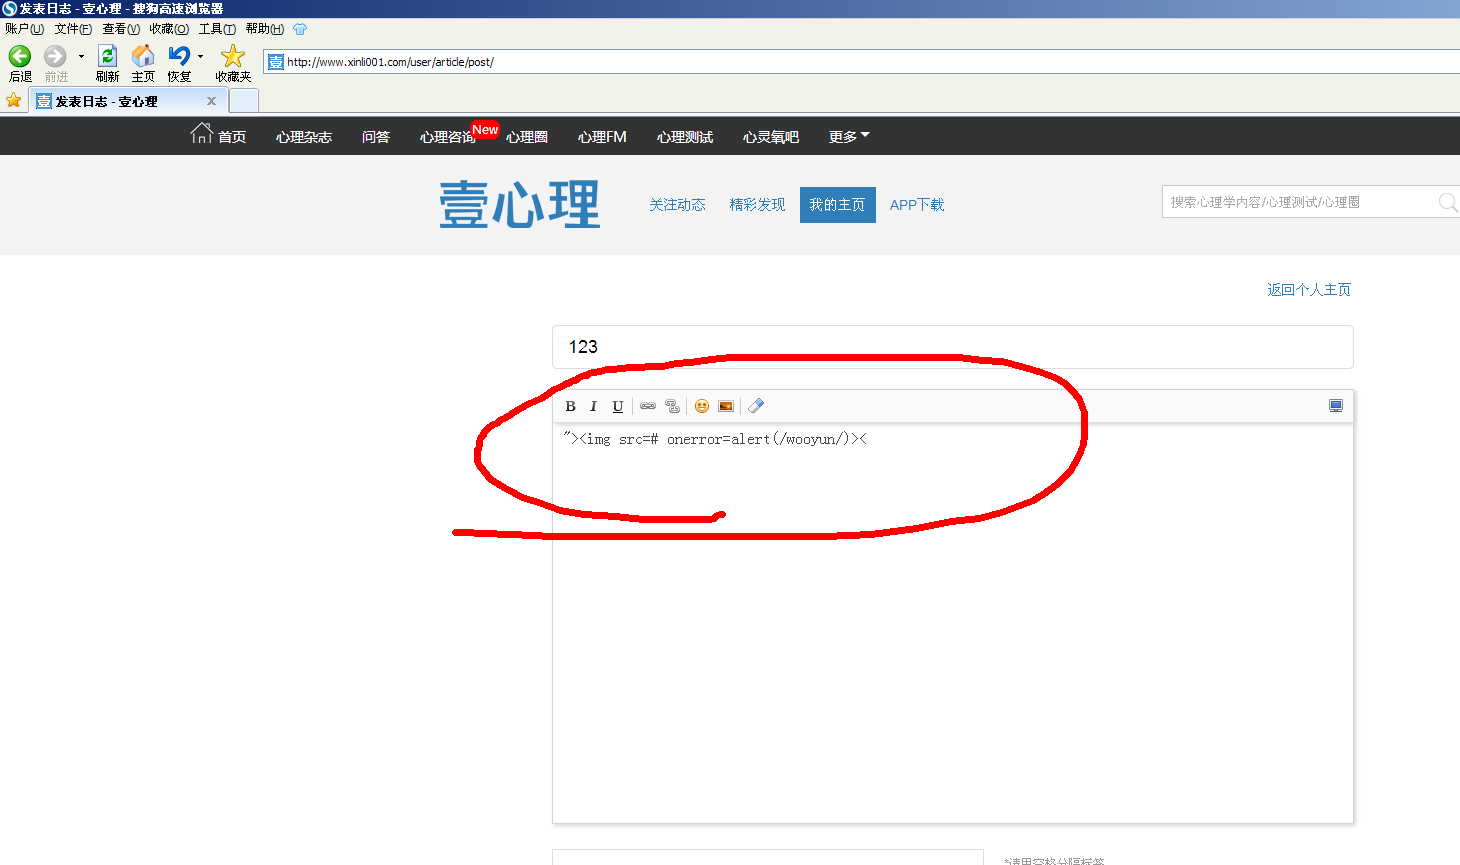 发表日志 - 壹心理 - 搜狗高速浏览器
账户(U) 文件(F) 查看(V) 收藏(O) 工具(T) 帮助(H)
后退 前进 刷新 主页 恢复 收藏夹
壹 http://www.xinli001.com/user/article/post/
壹 发表日志 - 壹心理 x
首页 心理杂志 问答 心理咨询 New 心理圈 心理FM 心理测试 心灵氧吧 更多
壹心理 关注动态 精彩发现 我的主页 APP下载 搜索心理学内容/心理测试/心理圈
返回个人主页
123
B I U
"><img src=# onerror=alert(/wooyun/)><
*请用空格分隔标签